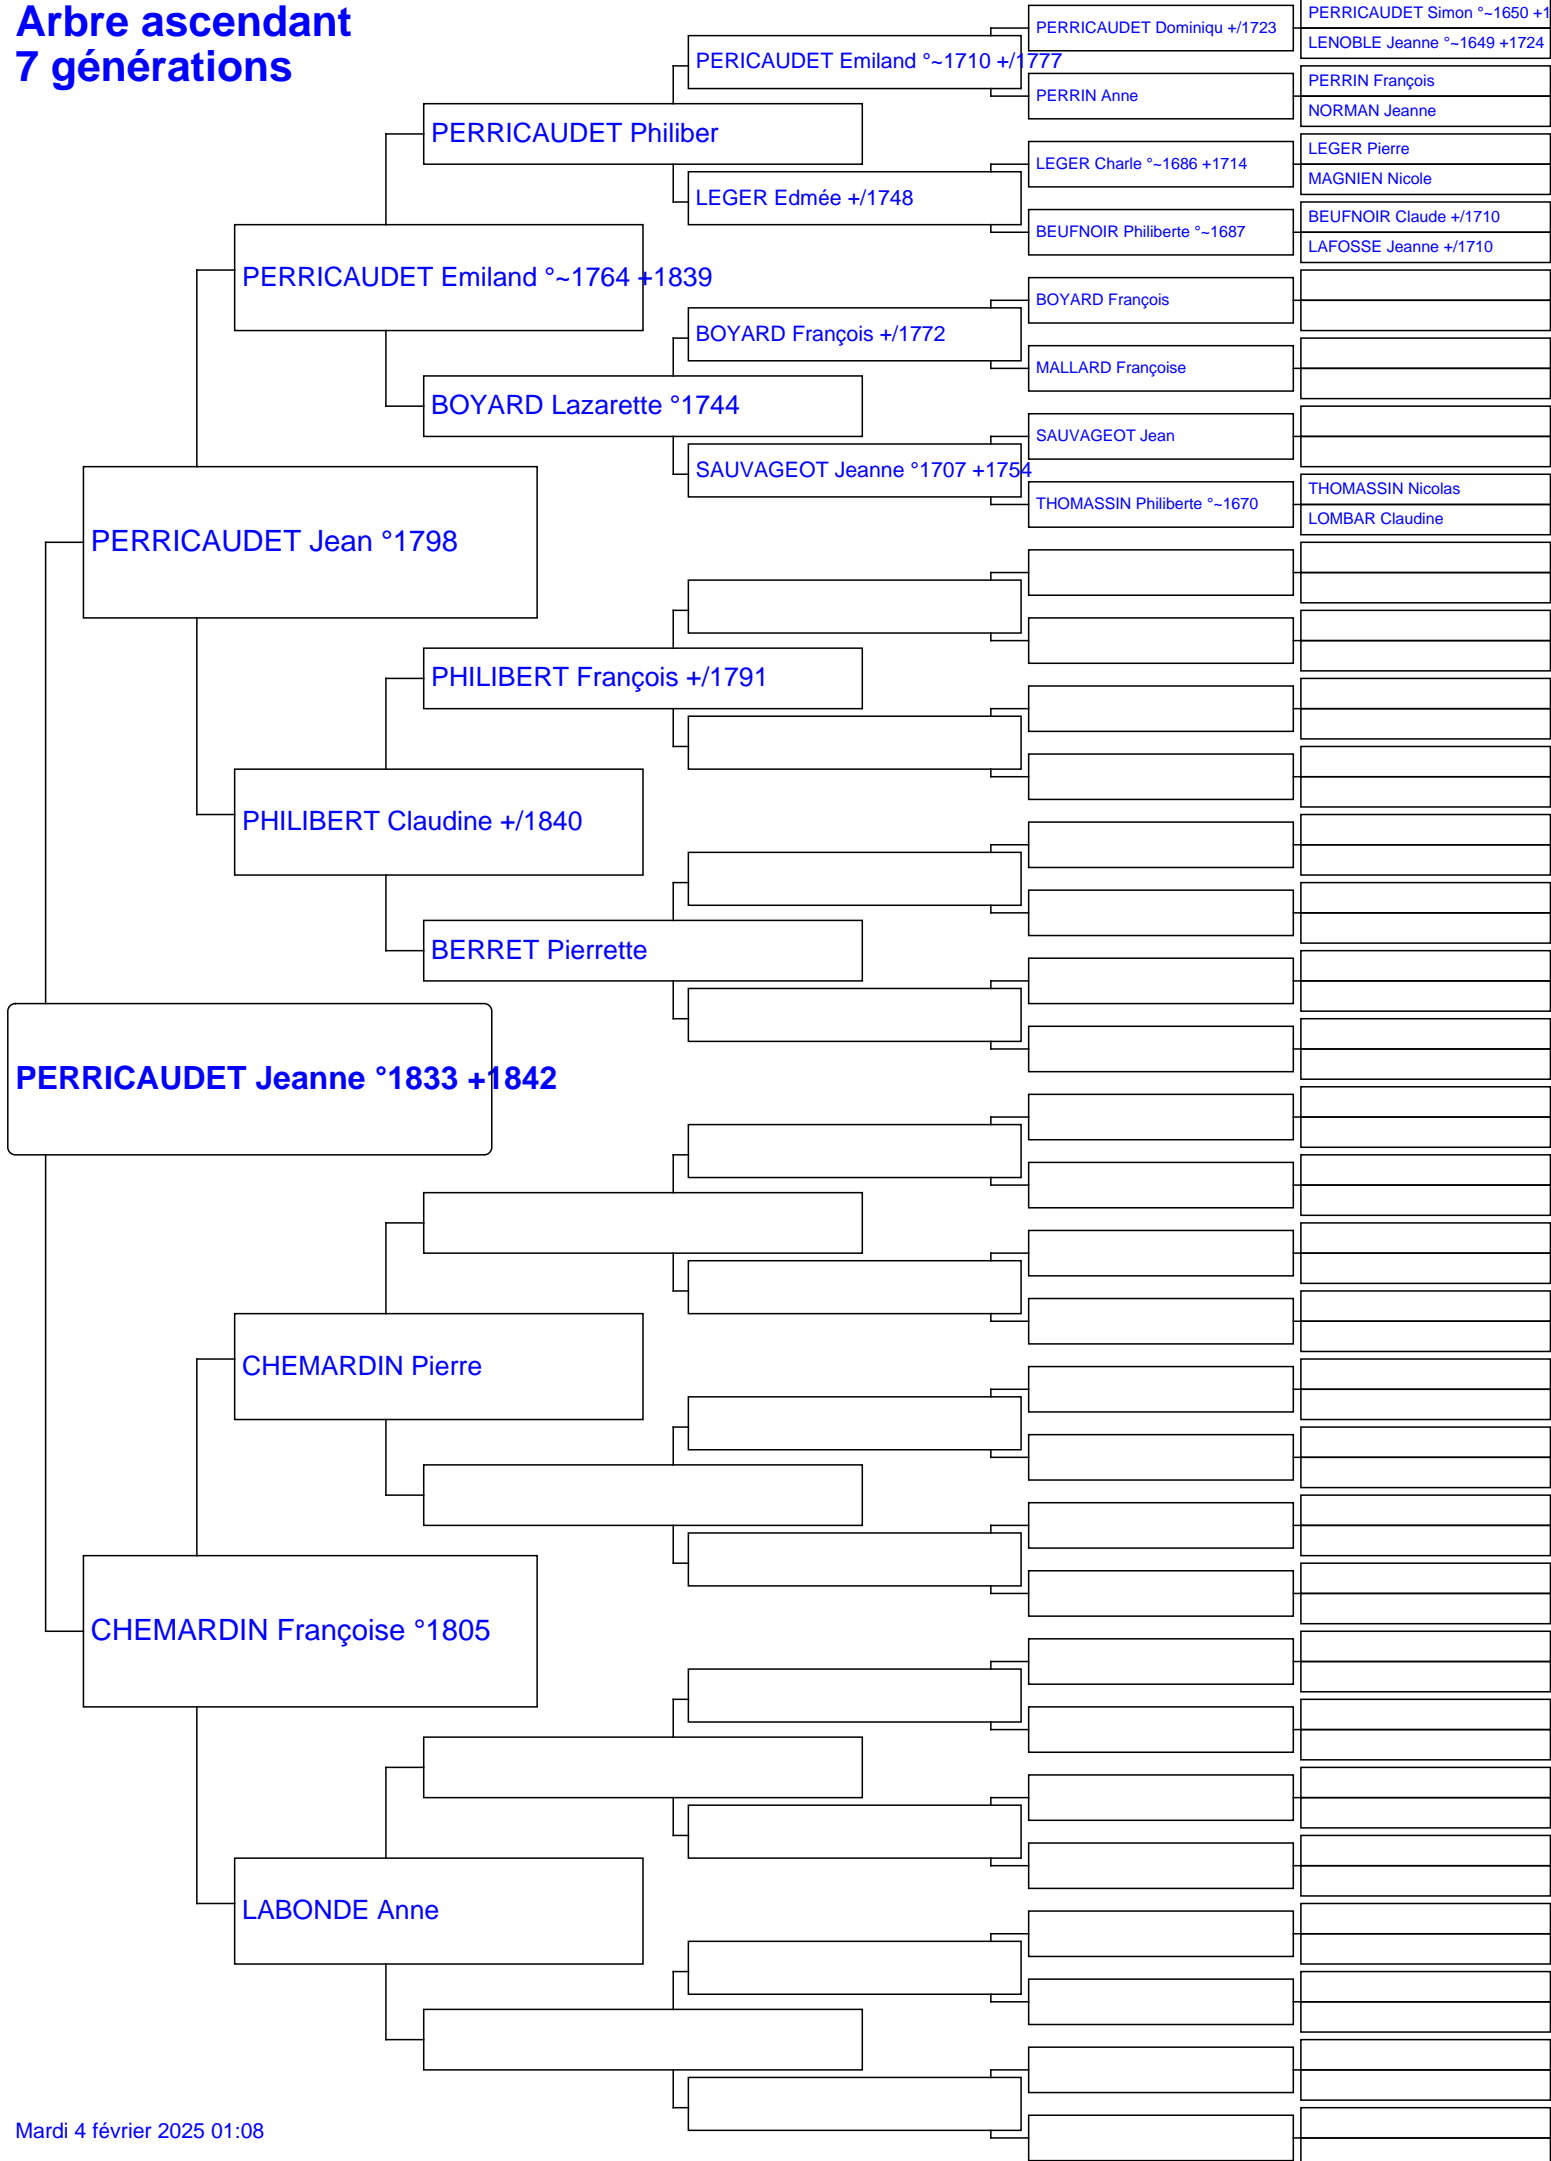 Arbre ascendant
7 générations
PERRICAUDET Simon °~1650 +1
PERRICAUDET Dominiqu +/1723
LENOBLE Jeanne °~1649 +1724
PERICAUDET Emiland °~1710 +/1777
PERRIN François
PERRIN Anne
NORMAN Jeanne
PERRICAUDET Philiber
LEGER Pierre
LEGER Charle °~1686 +1714
MAGNIEN Nicole
LEGER Edmée +/1748
BEUFNOIR Claude +/1710
BEUFNOIR Philiberte °~1687
LAFOSSE Jeanne +/1710
PERRICAUDET Emiland °~1764 +1839
BOYARD François
BOYARD François +/1772
MALLARD Françoise
BOYARD Lazarette °1744
SAUVAGEOT Jean
SAUVAGEOT Jeanne °1707 +1754
THOMASSIN Nicolas
THOMASSIN Philiberte °~1670
LOMBAR Claudine
PERRICAUDET Jean °1798
PHILIBERT François +/1791
PHILIBERT Claudine +/1840
BERRET Pierrette
PERRICAUDET Jeanne °1833 +1842
CHEMARDIN Pierre
CHEMARDIN Françoise °1805
LABONDE Anne
Mardi 4 février 2025 01:08